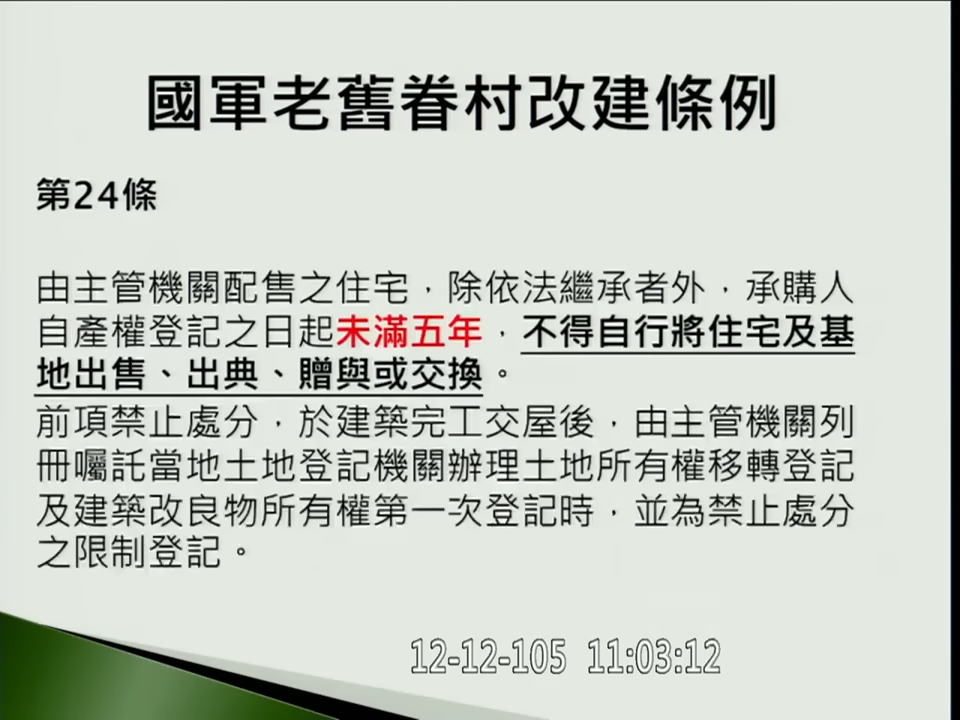 國軍老舊眷村改建條例
第24條
由主管機關配售之住宅，除依法繼承者外，承購人
自產權登記之日起未滿五年，不得自行將住宅及基
地出售、出典、贈與或交換。
前項禁止處分，於建築完工交屋後，由主管機關列
冊囑託當地土地登記機關辦理土地所有權移轉登記
及建築改良物所有權第一次登記時，並為禁止處分
之限制登記。
12-12-105 11:03:12